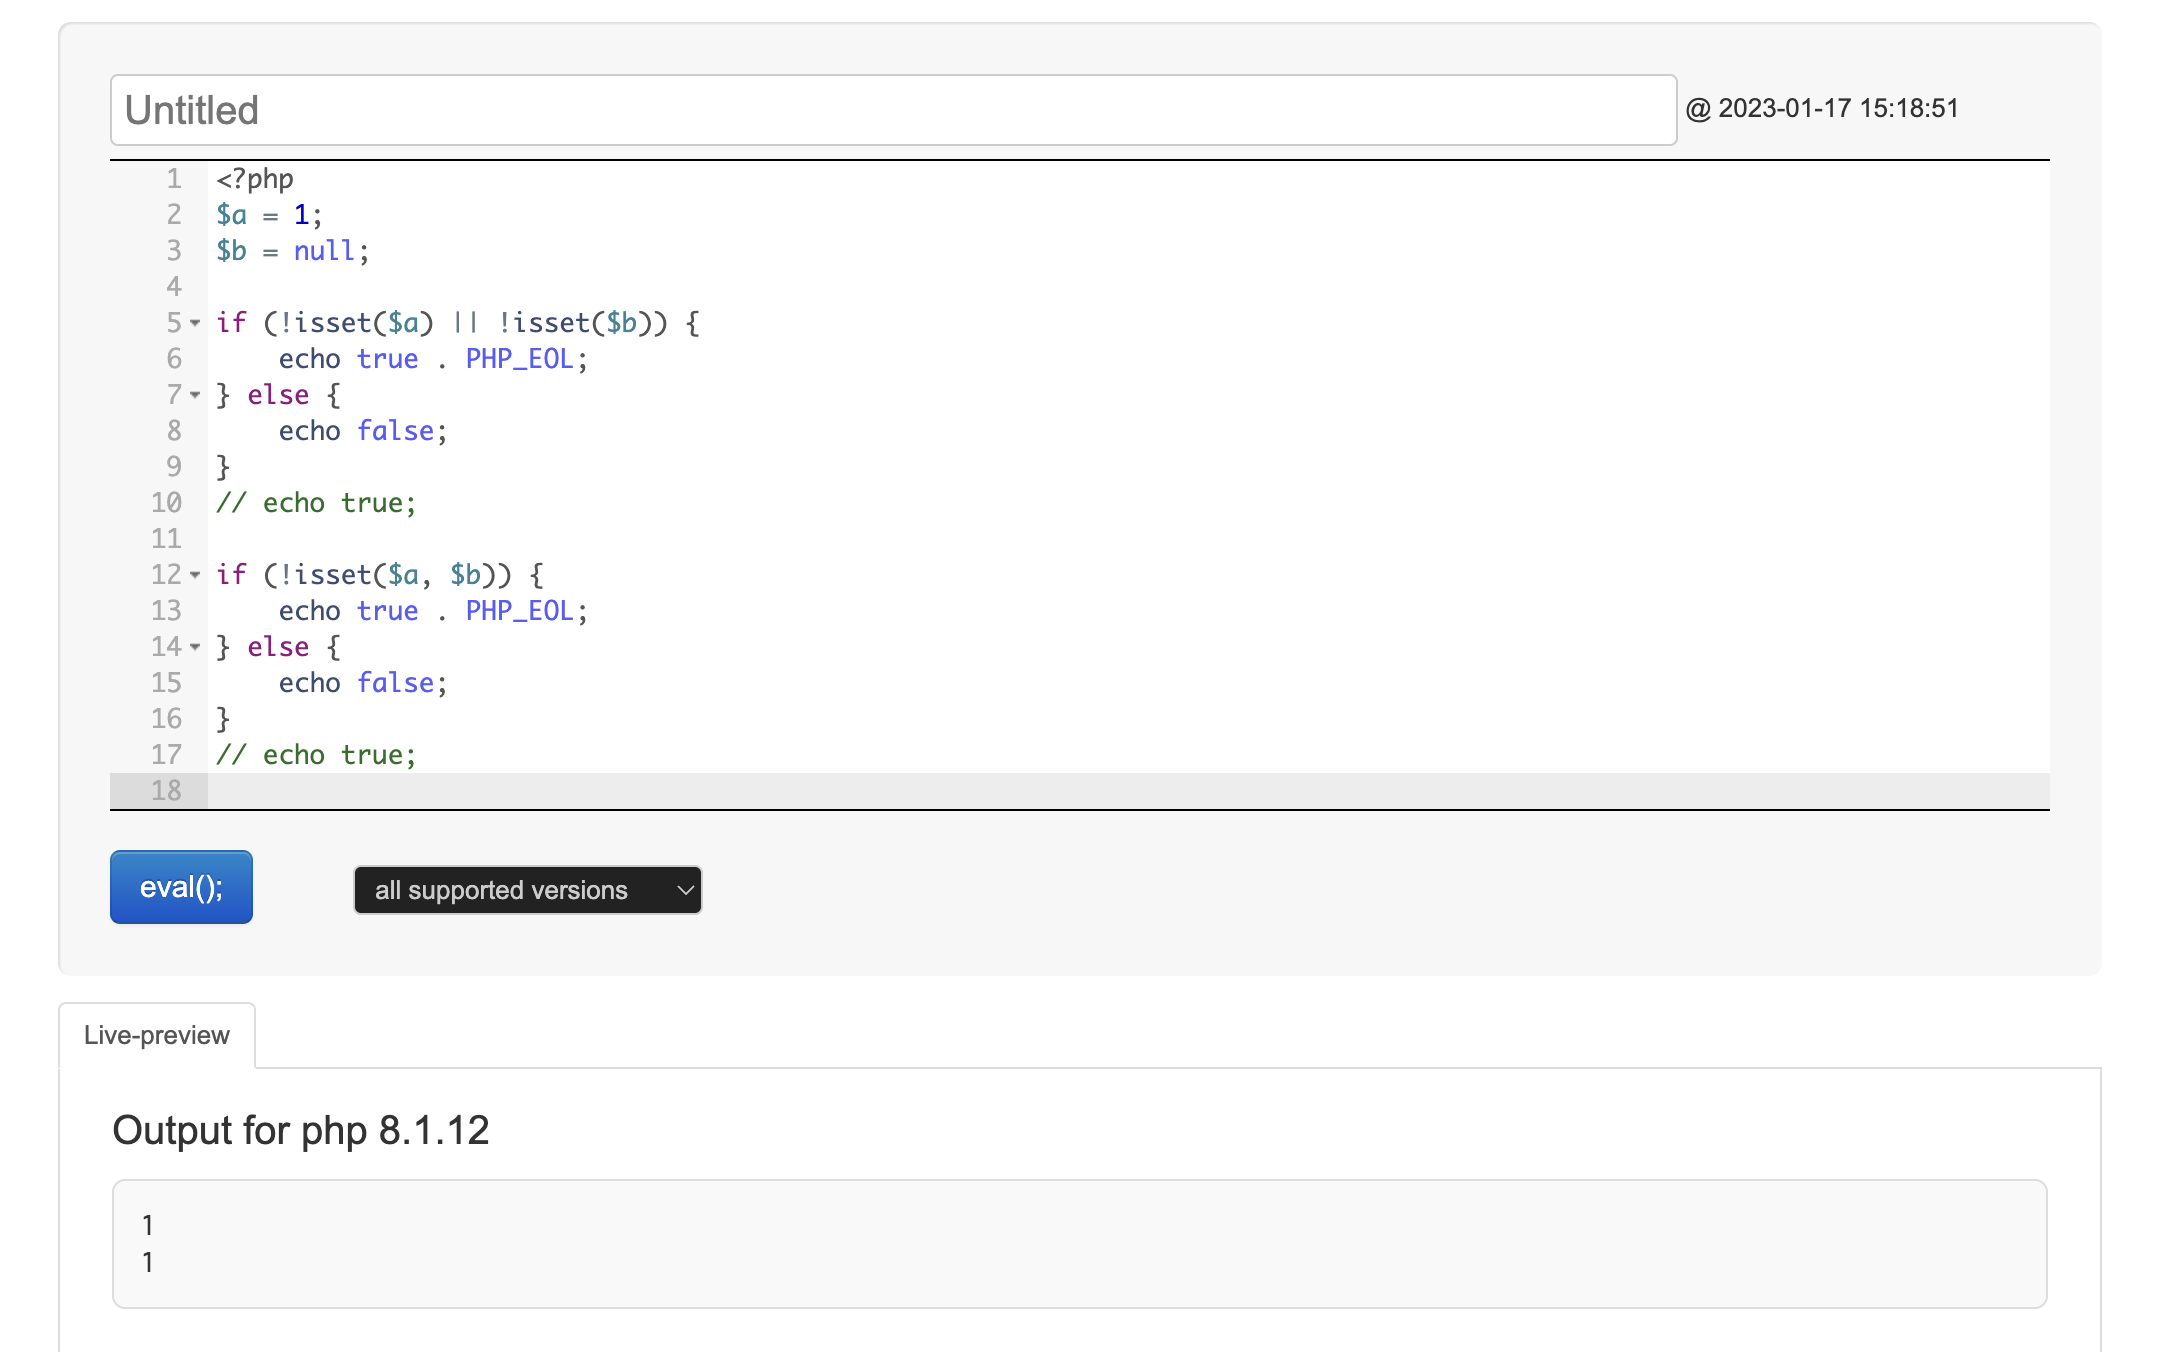 Untitled
@ 2023-01-17 15:18:51
1 <?php
2 $a = 1;
3 $b = null;
4
5 if (!isset($a) || !isset($b)) {
6     echo true . PHP_EOL;
7 } else {
8     echo false;
9 }
10 // echo true;
11
12 if (!isset($a, $b)) {
13     echo true . PHP_EOL;
14 } else {
15     echo false;
16 }
17 // echo true;
18
eval();
all supported versions
Live-preview
Output for php 8.1.12
1
1